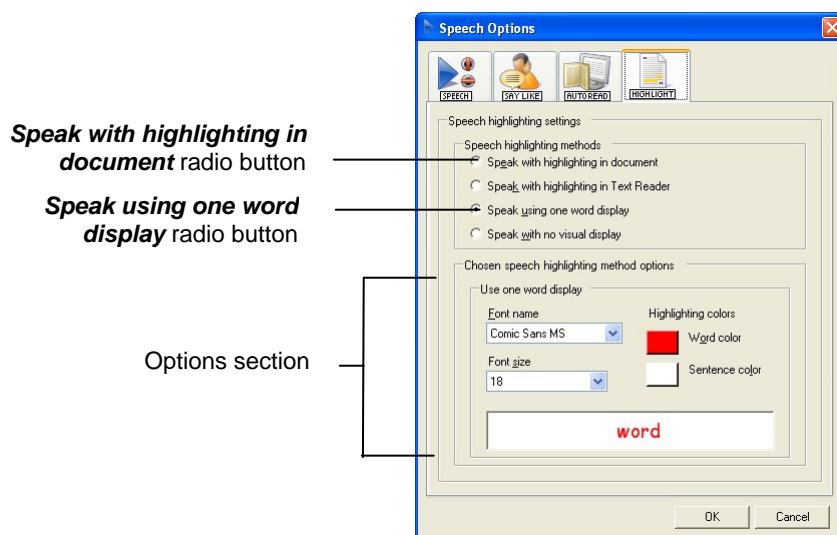 Speech Options
SPEECH
SAY LIKE
AUTOREAD
HIGHLIGHT
Speech highlighting settings
Speech highlighting methods
Speak with highlighting in
document radio button
Speak with highlighting in document
Speak with highlighting in Text Reader
Speak using one word
display radio button
Speak using one word display
Speak with no visual display
Chosen speech highlighting method options
Use one word display
Font name
Highlighting colors
Comic Sans MS
Word color
Options section
Font size
Sentence color
18
word
OK
Cancel